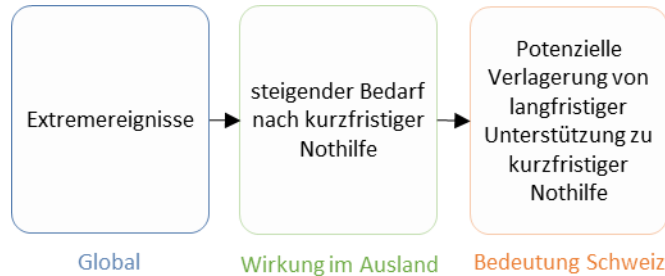 Extremereignisse
steigender Bedarf
nach kurzfristiger
Nothilfe
Potenzielle
Verlagerung von
langfristiger
Unterstützung zu
kurzfristiger
Nothilfe
Global
Wirkung im Ausland
Bedeutung Schweiz